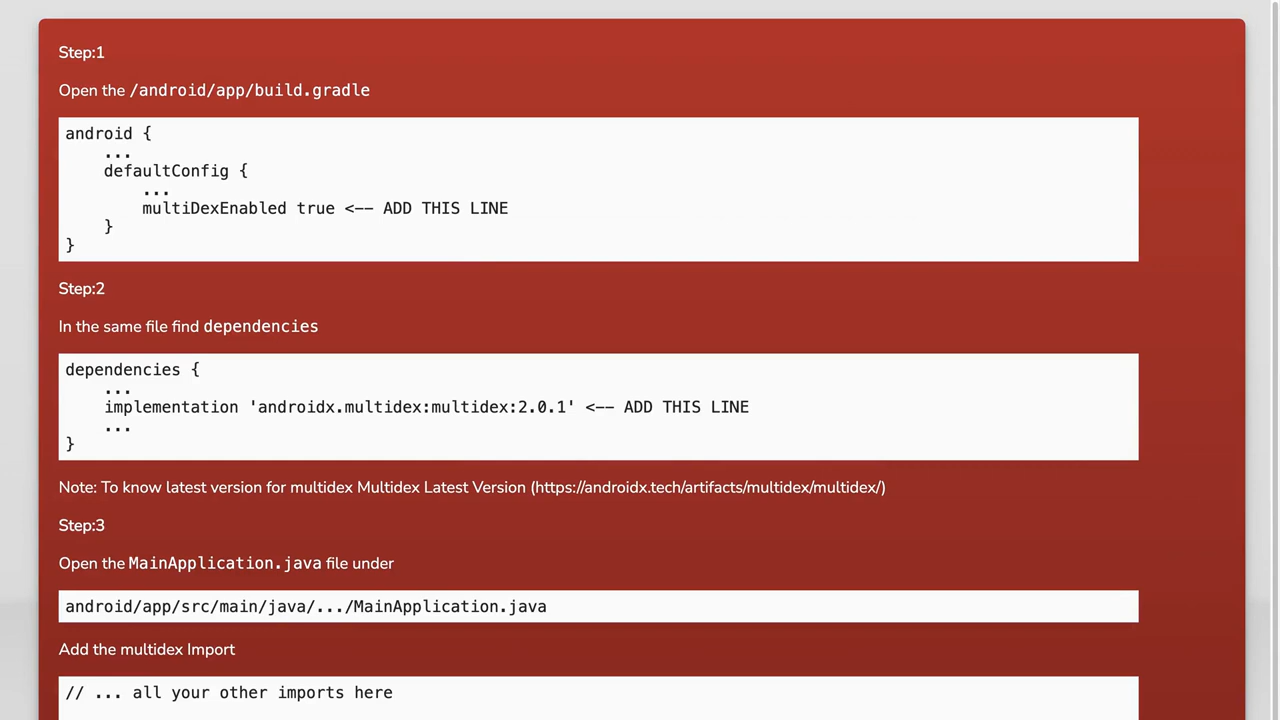 Step:1
Open the /android/app/build.gradle
android {
    ...
    defaultConfig {
        ...
        multiDexEnabled true <-- ADD THIS LINE
    }
}
Step:2
In the same file find dependencies
dependencies {
    ...
    implementation 'androidx.multidex:multidex:2.0.1' <-- ADD THIS LINE
    ...
}
Note: To know latest version for multidex Multidex Latest Version (https://androidx.tech/artifacts/multidex/multidex/)
Step:3
Open the MainApplication.java file under
android/app/src/main/java/.../MainApplication.java
Add the multidex Import
// ... all your other imports here